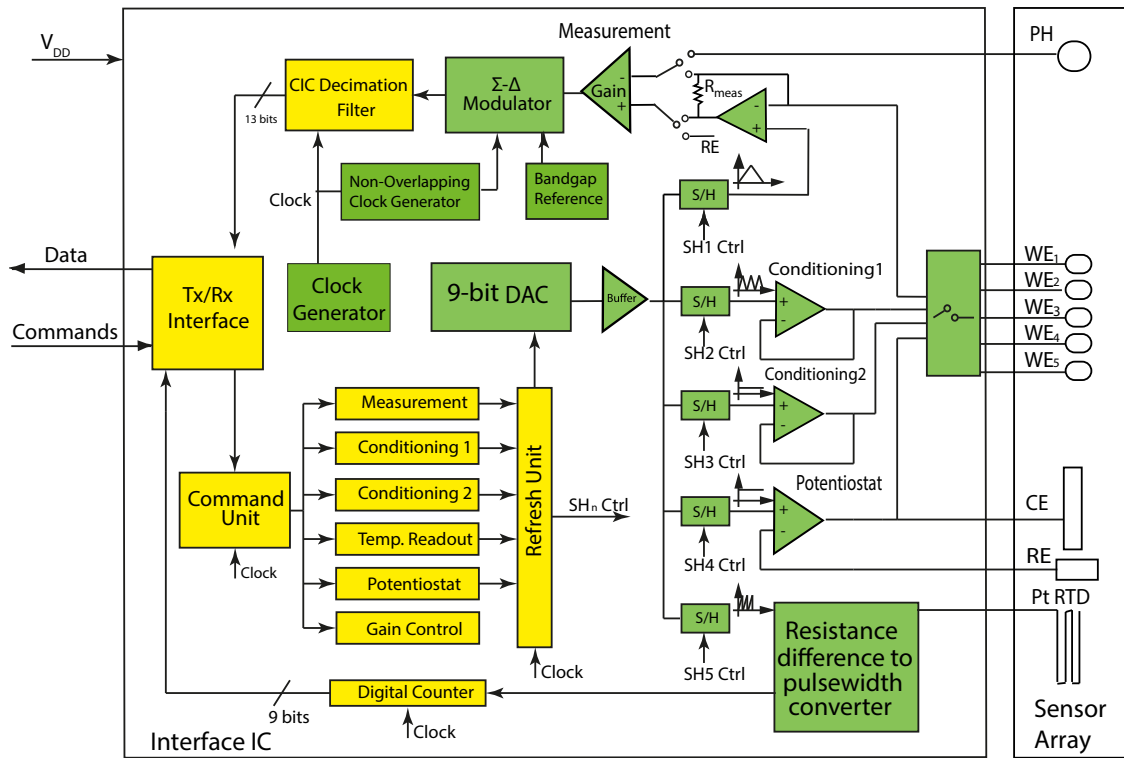 V_DD
Measurement
PH
CIC Decimation
Filter
Σ-Δ
Modulator
-
Gain
+
R_meas
-
+
RE
13 bits
Clock
Non-Overlapping
Clock Generator
Bandgap
Reference
S/H
SH1 Ctrl
Data
Commands
Tx/Rx
Interface
Clock
Generator
9-bit DAC
Buffer
S/H
SH2 Ctrl
Conditioning1
+
-
WE1
WE2
WE3
WE4
WE5
Conditioning2
S/H
+
-
SH3 Ctrl
Measurement
Conditioning 1
Conditioning 2
Temp. Readout
Potentiostat
Gain Control
Command
Unit
Clock
Refresh Unit
SHn Ctrl
Clock
Potentiostat
S/H
+
-
SH4 Ctrl
CE
RE
Pt RTD
S/H
SH5 Ctrl
Resistance
difference to
pulsewidth
converter
Digital Counter
9 bits
Clock
Interface IC
Sensor
Array